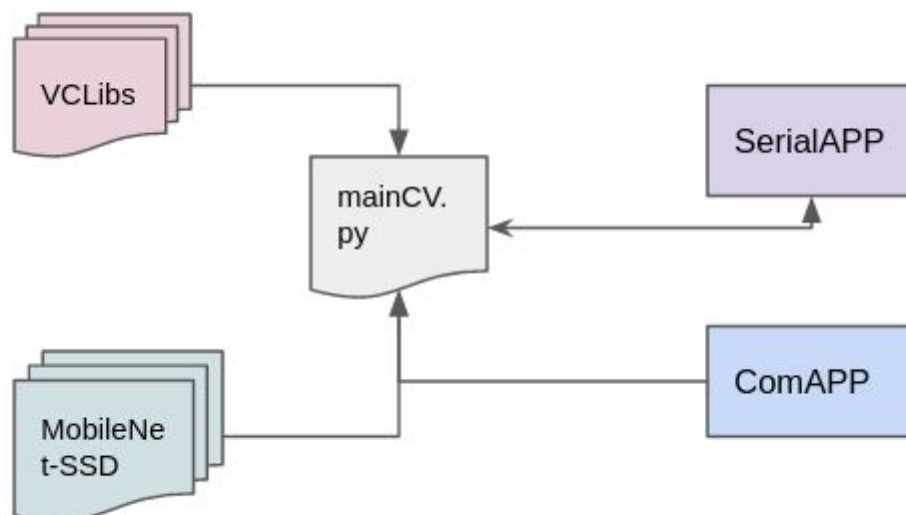 VCLibs
SerialAPP
mainCV.
py
ComAPP
MobileNe
t-SSD